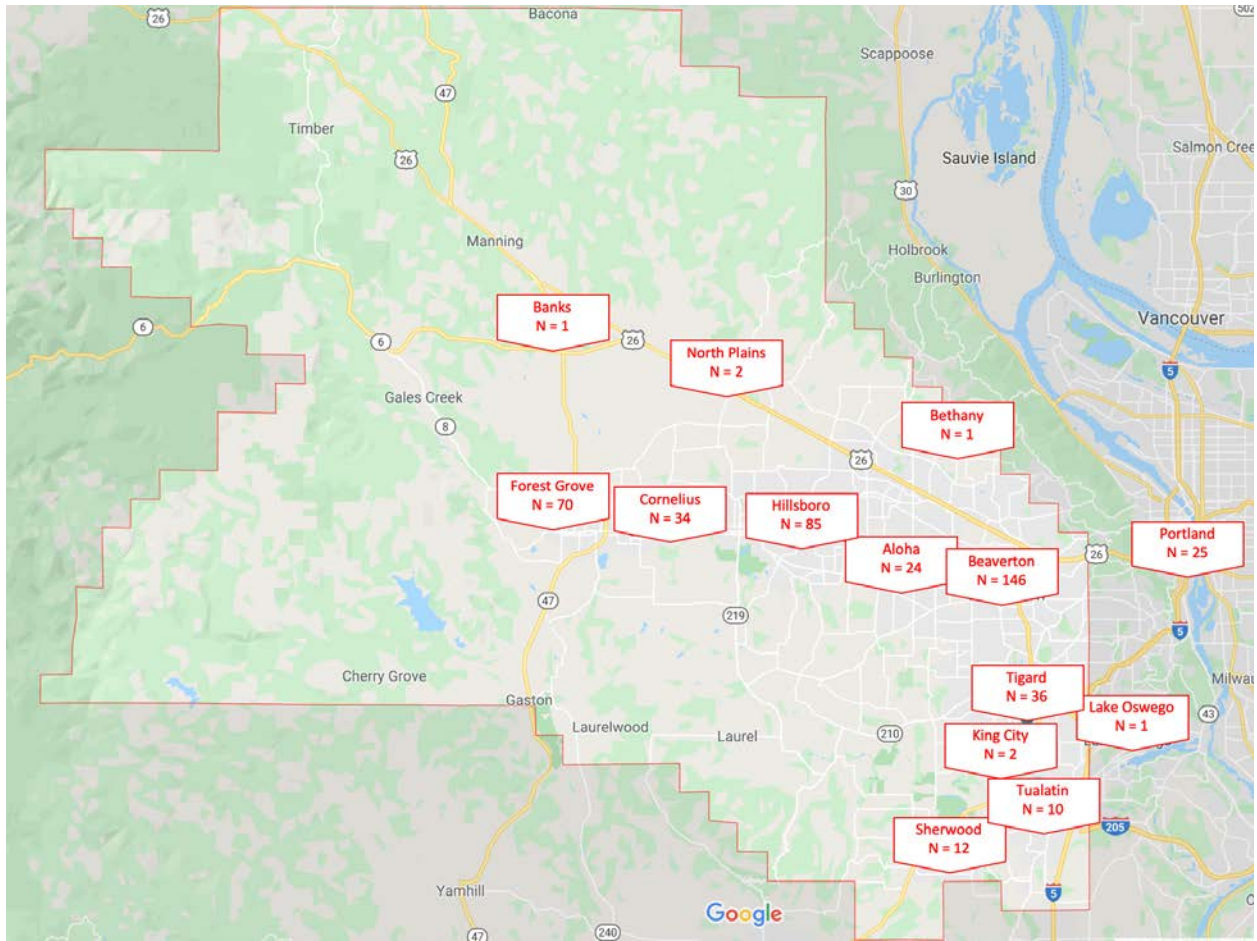 26
Bacona
502
Scappoose
47
Timber
26
Sauvie Island
Salmon Cree
30
Manning
Holbrook
Burlington
Banks
N = 1
Vancouver
6
6
26
North Plains
N = 2
5
Gales Creek
Bethany
N = 1
8
26
Forest Grove
N = 70
Cornelius
N = 34
Hillsboro
N = 85
Portland
N = 25
Aloha
N = 24
Beaverton
N = 146
26
47
219
5
Cherry Grove
Tigard
N = 36
Milwau
Gaston
Lake Oswego
N = 1
43
Laurelwood
Laurel
210
King City
N = 2
Tualatin
N = 10
Sherwood
N = 12
205
Yamhill
5
Google
47
240